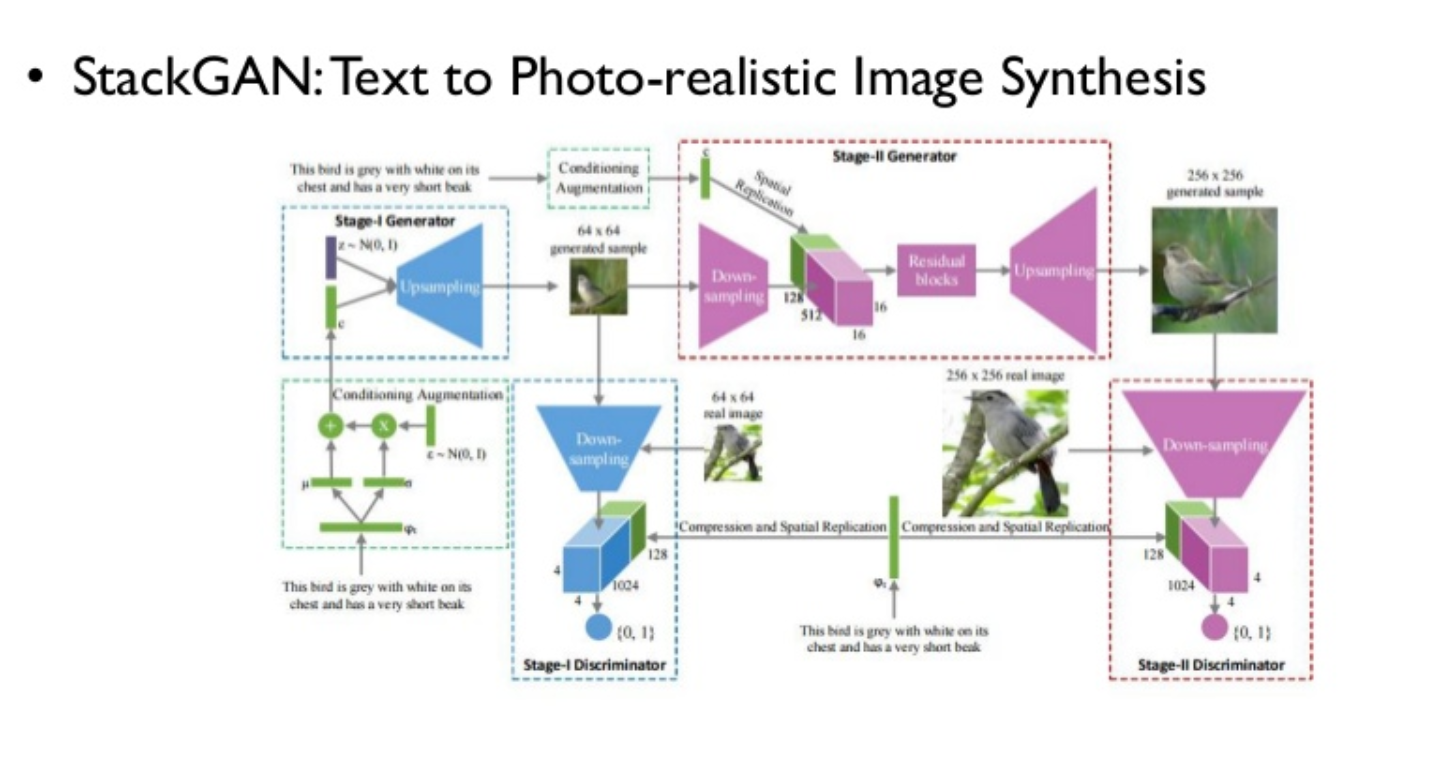 • StackGAN: Text to Photo-realistic Image Synthesis
This bird is grey with white on its
chest and has a very short beak
Conditioning
Augmentation
c
Spatial
Replication
Stage-II Generator
256 x 256
generated sample
Stage-I Generator
z ~ N(0, I)
Upsampling
c
64 x 64
generated sample
Down-
sampling
128
512
16
16
Residual
blocks
Upsampling
Conditioning Augmentation
+
x
ε ~ N(0, I)
μ
σ
φt
This bird is grey with white on its
chest and has a very short beak
Down-
sampling
64 x 64
real image
4
4
1024
128
{0, 1}
Stage-I Discriminator
256 x 256 real image
Compression and Spatial Replication
Compression and Spatial Replication
φt
This bird is grey with white on its
chest and has a very short beak
Down-sampling
128
1024
4
4
{0, 1}
Stage-II Discriminator